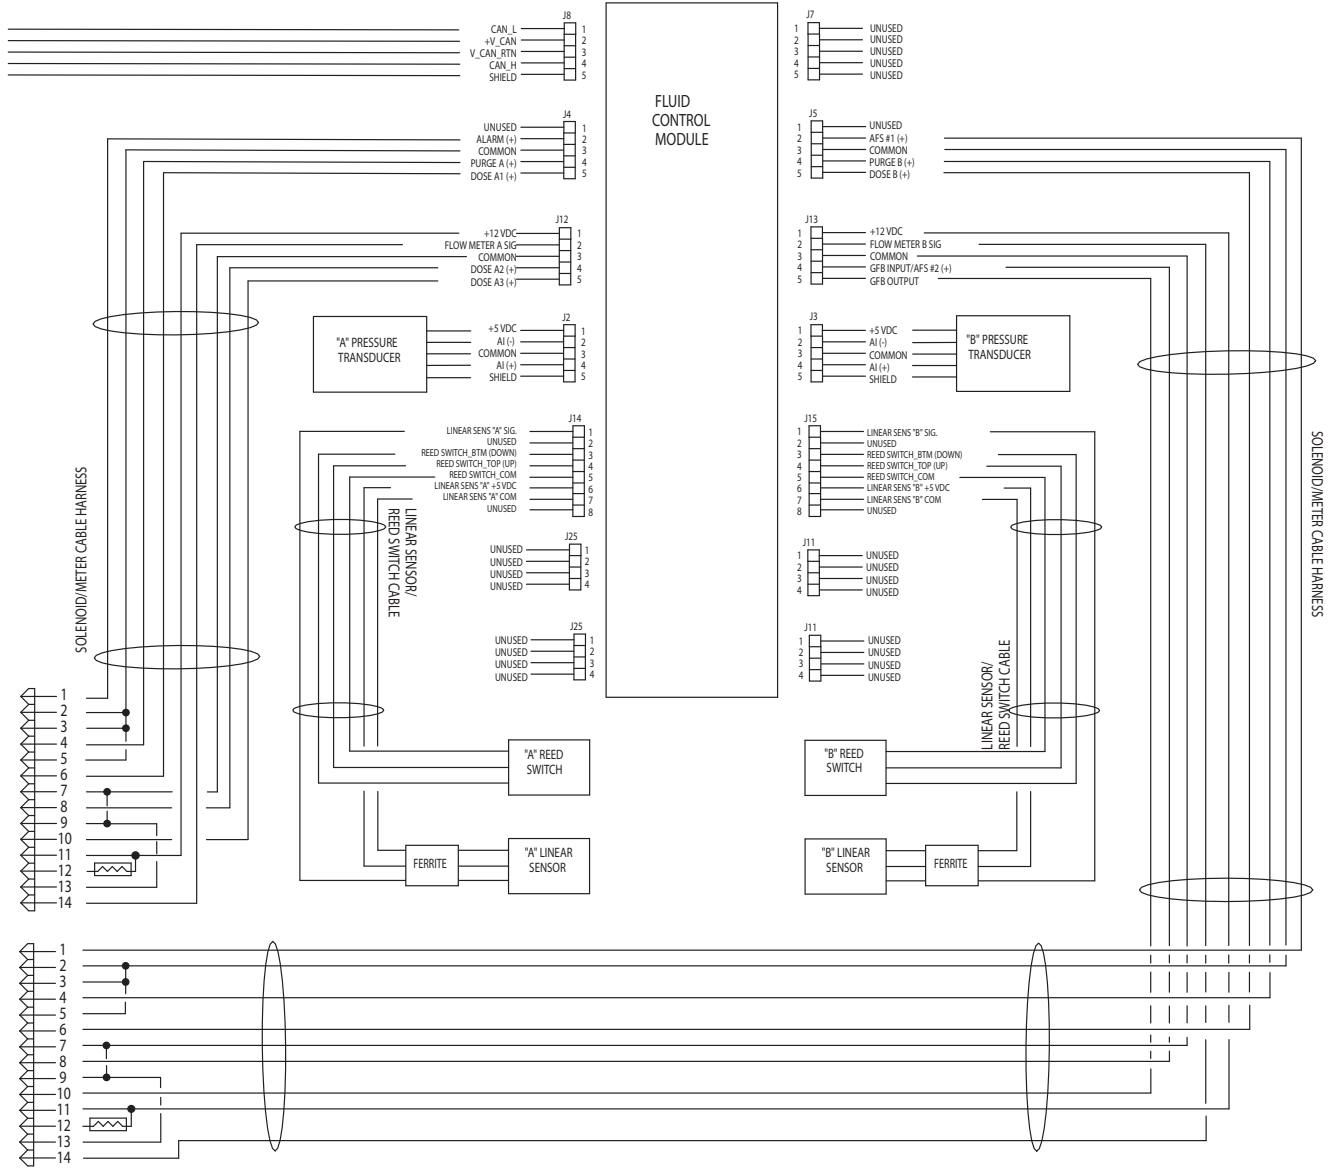 J8
CAN_L 1
+V_CAN 2
V_CAN_RTN 3
CAN_H 4
SHIELD 5
J4
UNUSED 1
ALARM (+) 2
COMMON 3
PURGE A (+) 4
DOSE A1 (+) 5
J12
+12 VDC 1
FLOW METER A SIG 2
COMMON 3
DOSE A2 (+) 4
DOSE A3 (+) 5
J2
+5 VDC 1
AI (-) 2
COMMON 3
AI (+) 4
SHIELD 5
"A" PRESSURE
TRANSDUCER
J14
LINEAR SENS "A" SIG. 1
UNUSED 2
REED SWITCH_BTM (DOWN) 3
REED SWITCH_TOP (UP) 4
REED SWITCH_COM 5
LINEAR SENS "A" +5 VDC 6
LINEAR SENS "A" COM 7
UNUSED 8
J25
UNUSED 1
UNUSED 2
UNUSED 3
UNUSED 4
J25
UNUSED 1
UNUSED 2
UNUSED 3
UNUSED 4
LINEAR SENSOR/
REED SWITCH CABLE
SOLENOID/METER CABLE HARNESS
"A" REED
SWITCH
FERRITE
"A" LINEAR
SENSOR
FLUID
CONTROL
MODULE
J7
1 UNUSED
2 UNUSED
3 UNUSED
4 UNUSED
5 UNUSED
J5
1 UNUSED
2 AFS #1 (+)
3 COMMON
4 PURGE B (+)
5 DOSE B (+)
J13
1 +12 VDC
2 FLOW METER B SIG
3 COMMON
4 GFB INPUT/AFS #2 (+)
5 GFB OUTPUT
J3
1 +5 VDC
2 AI (-)
3 COMMON
4 AI (+)
5 SHIELD
"B" PRESSURE
TRANSDUCER
J15
1 LINEAR SENS "B" SIG.
2 UNUSED
3 REED SWITCH_BTM (DOWN)
4 REED SWITCH_TOP (UP)
5 REED SWITCH_COM
6 LINEAR SENS "B" +5 VDC
7 LINEAR SENS "B" COM
8 UNUSED
J11
1 UNUSED
2 UNUSED
3 UNUSED
4 UNUSED
J11
1 UNUSED
2 UNUSED
3 UNUSED
4 UNUSED
LINEAR SENSOR/
REED SWITCH CABLE
SOLENOID/METER CABLE HARNESS
"B" REED
SWITCH
"B" LINEAR
SENSOR
FERRITE
1
2
3
4
5
6
7
8
9
10
11
12
13
14
1
2
3
4
5
6
7
8
9
10
11
12
13
14